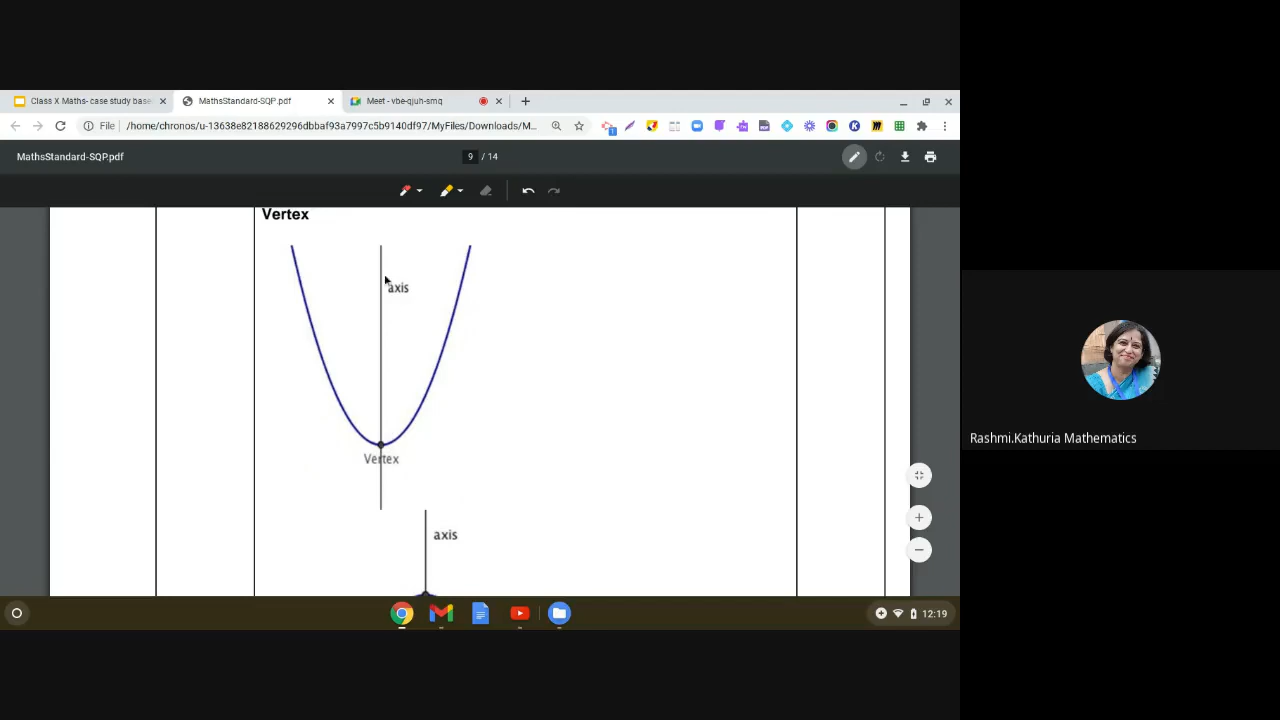 Class X Maths- case study base
MathsStandard-SQP.pdf
Meet - vbe-qjuh-smq
File
/home/chronos/u-13638e82188629296dbbaf93a7997c5b9140df97/MyFiles/Downloads/M...
MathsStandard-SQP.pdf
9 / 14
Vertex
axis
Vertex
axis
Rashmi.Kathuria Mathematics
12:19